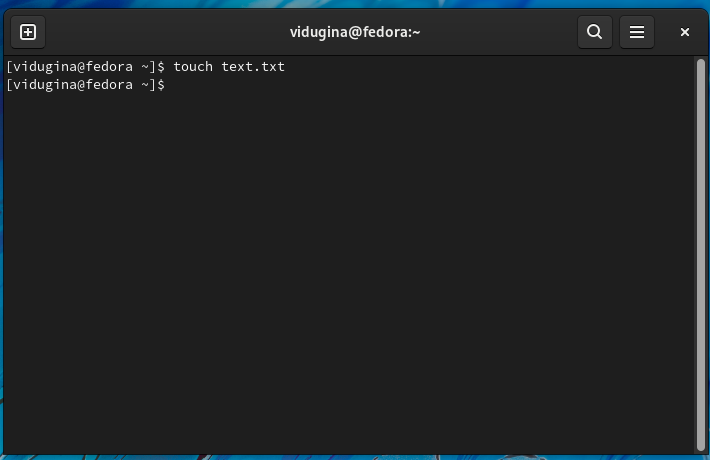 vidugina@fedora:~
[vidugina@fedora ~]$ touch text.txt
[vidugina@fedora ~]$